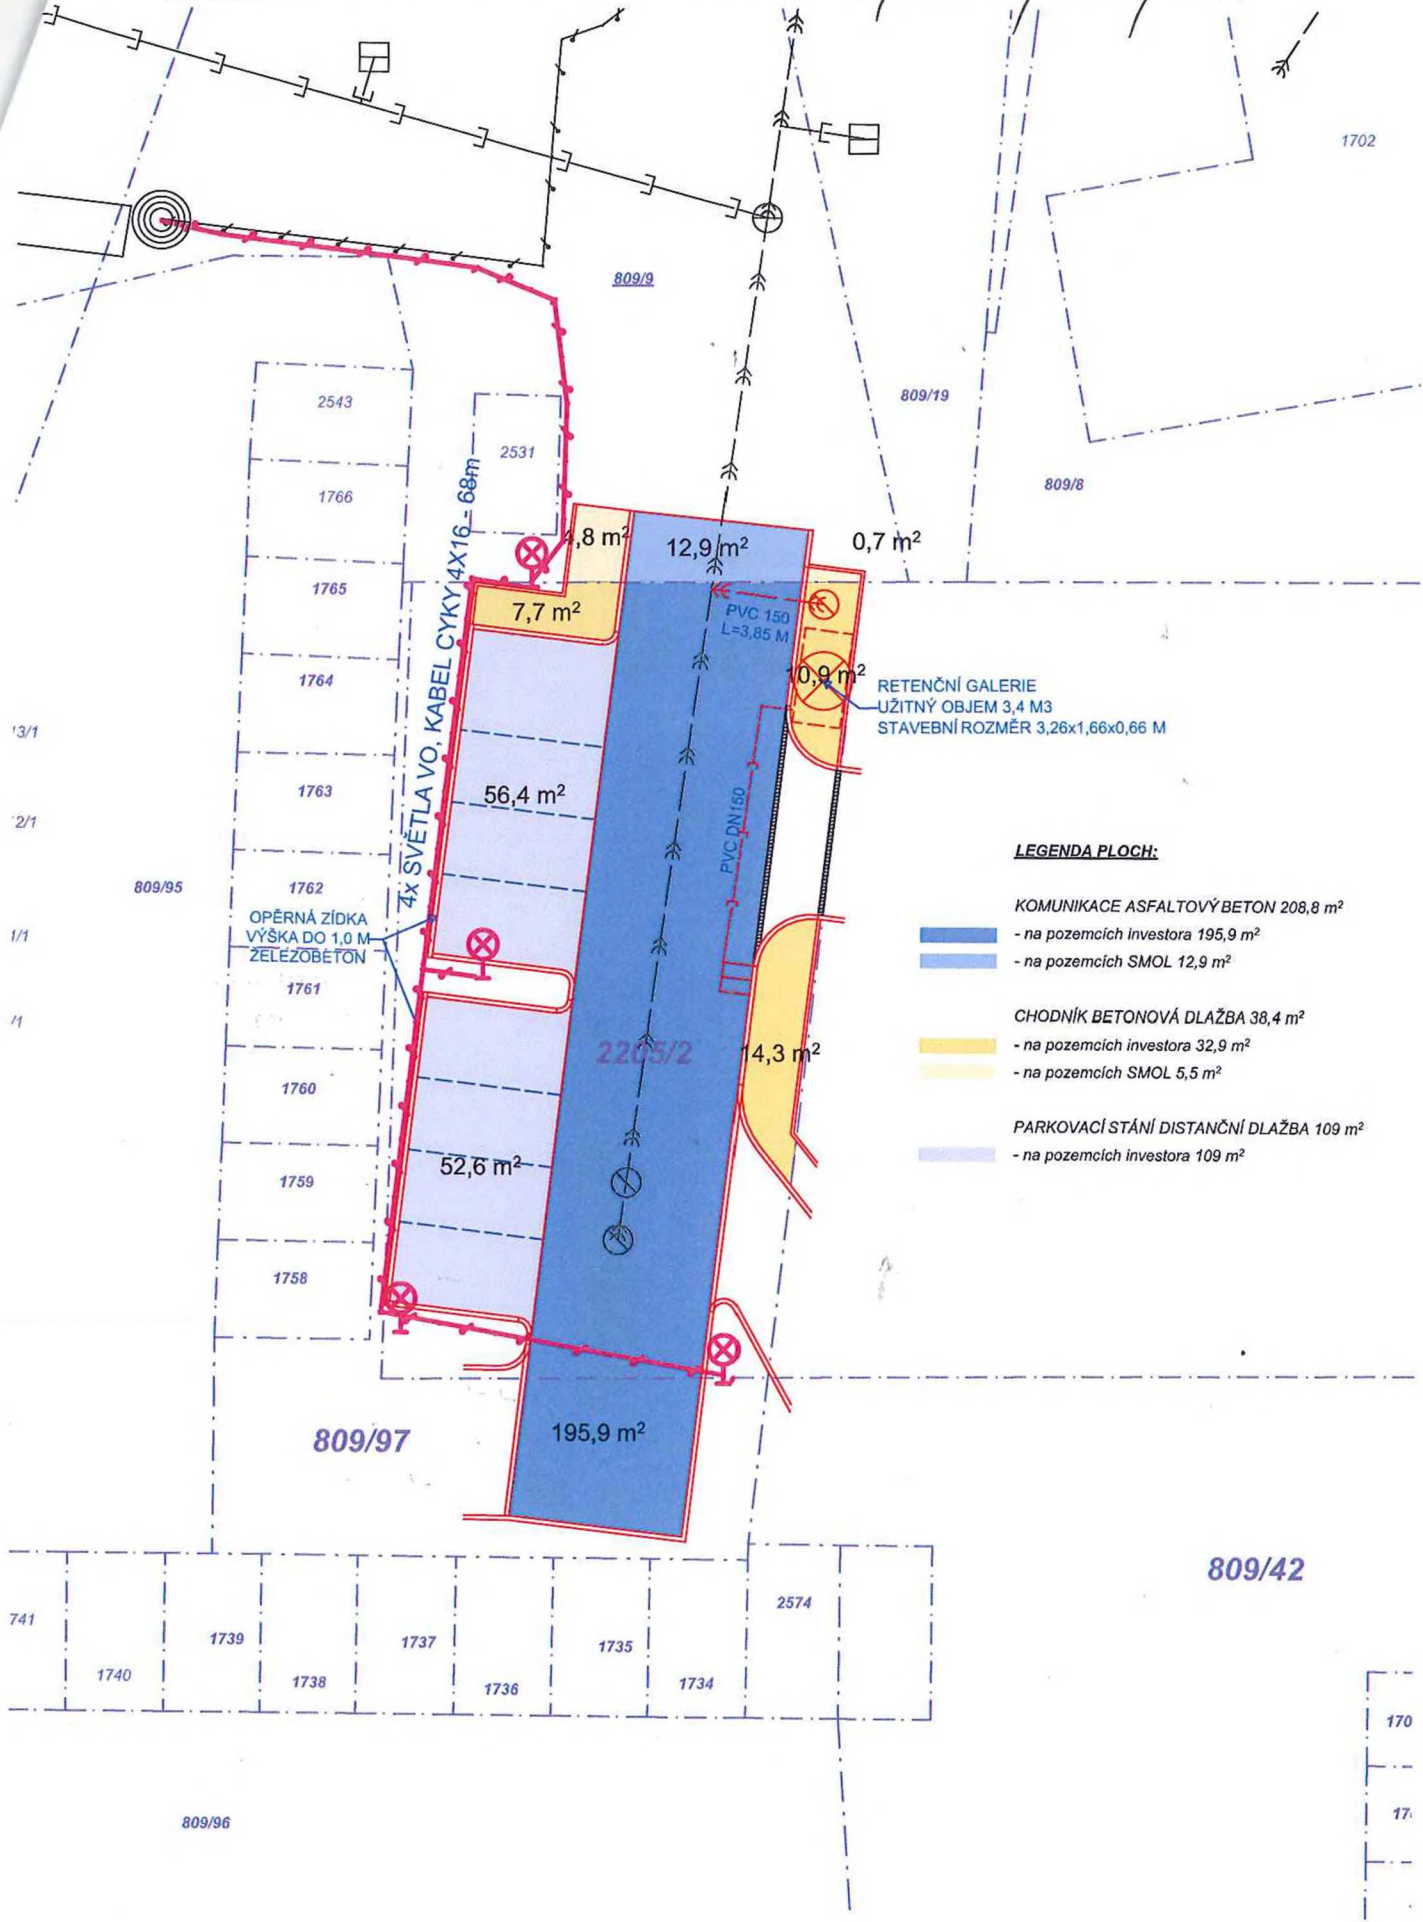 1702
809/9
809/19
2543
2531
809/8
1766
4x SVĚTLA VO, KABEL CYKY 4X16 - 68m
4,8 m²
12,9 m²
0,7 m²
1765
7,7 m²
PVC 150
L=3,85 M
1764
10,9 m²
RETENČNÍ GALERIE
UŽITNÝ OBJEM 3,4 M3
STAVEBNÍ ROZMĚR 3,26x1,66x0,66 M
13/1
1763
56,4 m²
2/1
PVC DN150
LEGENDA PLOCH:
809/95
1762
KOMUNIKACE ASFALTOVÝ BETON 208,8 m²
- na pozemcích investora 195,9 m²
- na pozemcích SMOL 12,9 m²
OPĚRNÁ ZÍDKA
VÝŠKA DO 1,0 M
ŽELEZOBETON
1/1
1761
/1
CHODNÍK BETONOVÁ DLAŽBA 38,4 m²
- na pozemcích investora 32,9 m²
- na pozemcích SMOL 5,5 m²
2205/2
14,3 m²
1760
PARKOVACÍ STÁNÍ DISTANČNÍ DLAŽBA 109 m²
- na pozemcích investora 109 m²
52,6 m²
1759
1758
809/97
195,9 m²
809/42
741
1740
1739
1738
1737
1736
1735
1734
2574
170
17
809/96